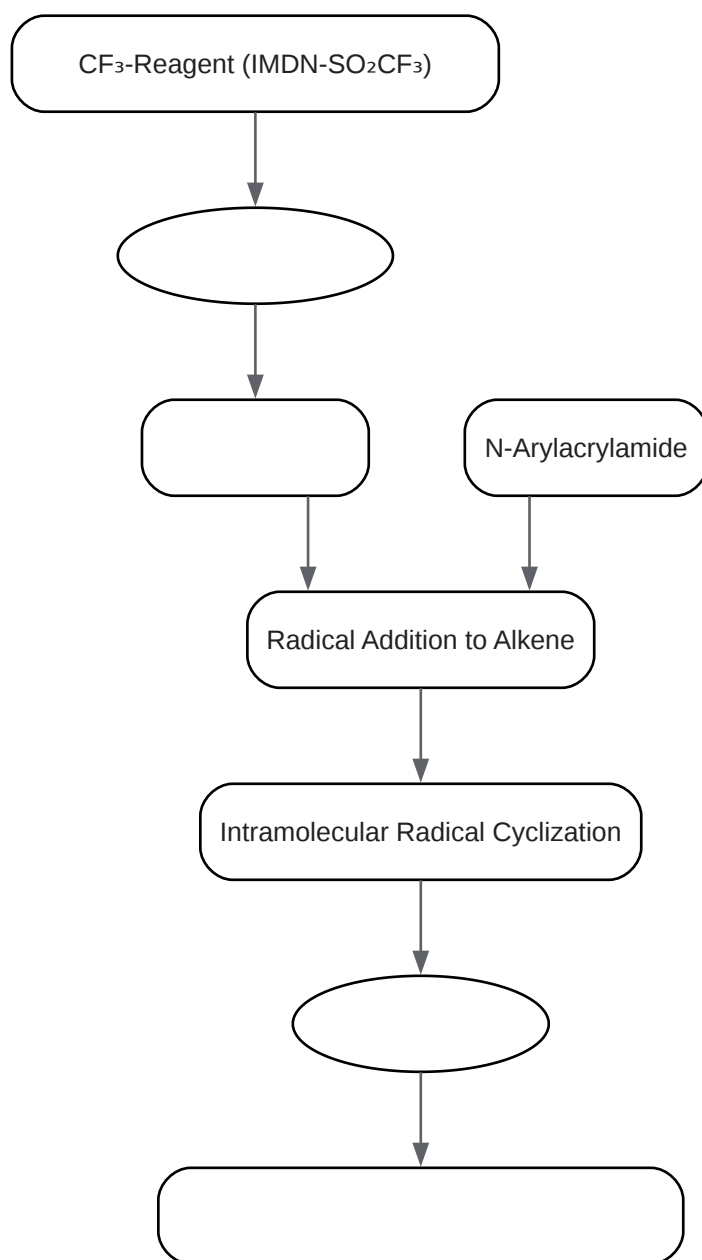 CF₃-Reagent (IMDN-SO₂CF₃)
N-Arylacrylamide
Radical Addition to Alkene
Intramolecular Radical Cyclization